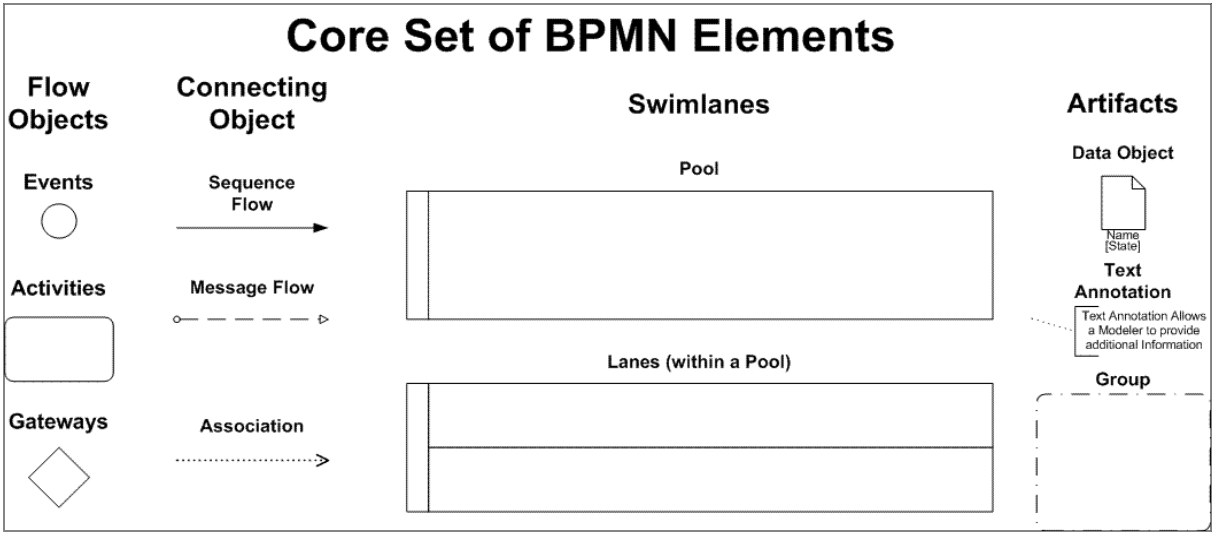 Core Set of BPMN Elements
Flow
Objects
Events
Activities
Gateways
Connecting
Object
Sequence
Flow
Message Flow
Association
Swimlanes
Pool
Lanes (within a Pool)
Artifacts
Data Object
Name
[State]
Text
Annotation
Text Annotation Allows
a Modeler to provide
additional Information
Group